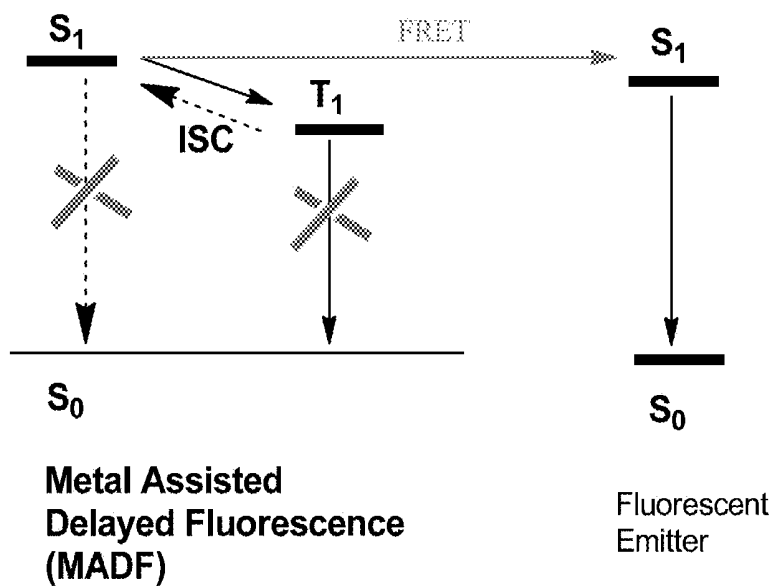 S₁
FRET
S₁
T₁
ISC
S₀
S₀
Metal Assisted
Delayed Fluorescence
(MADF)
Fluorescent
Emitter